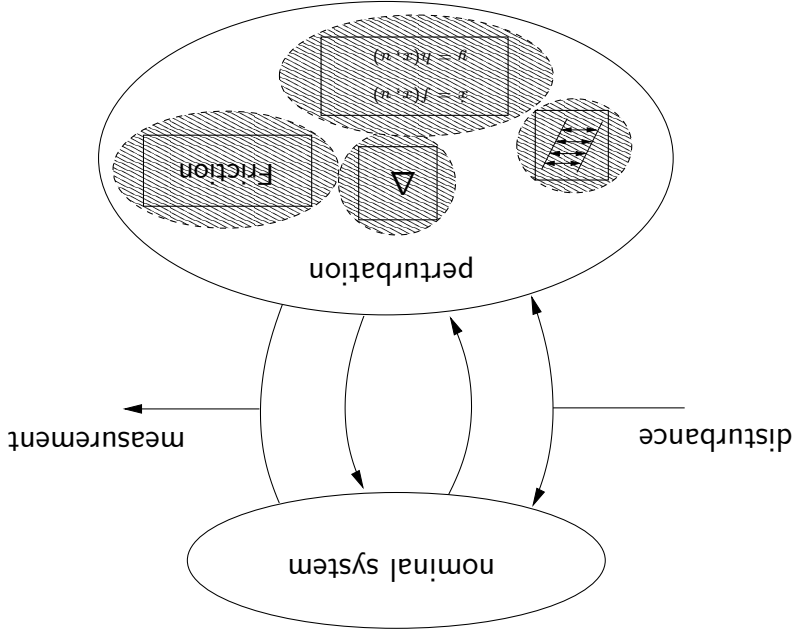 nominal system
disturbance
measurement
perturbation
Δ
Friction
ẋ = f(x, u)
y = h(x, u)